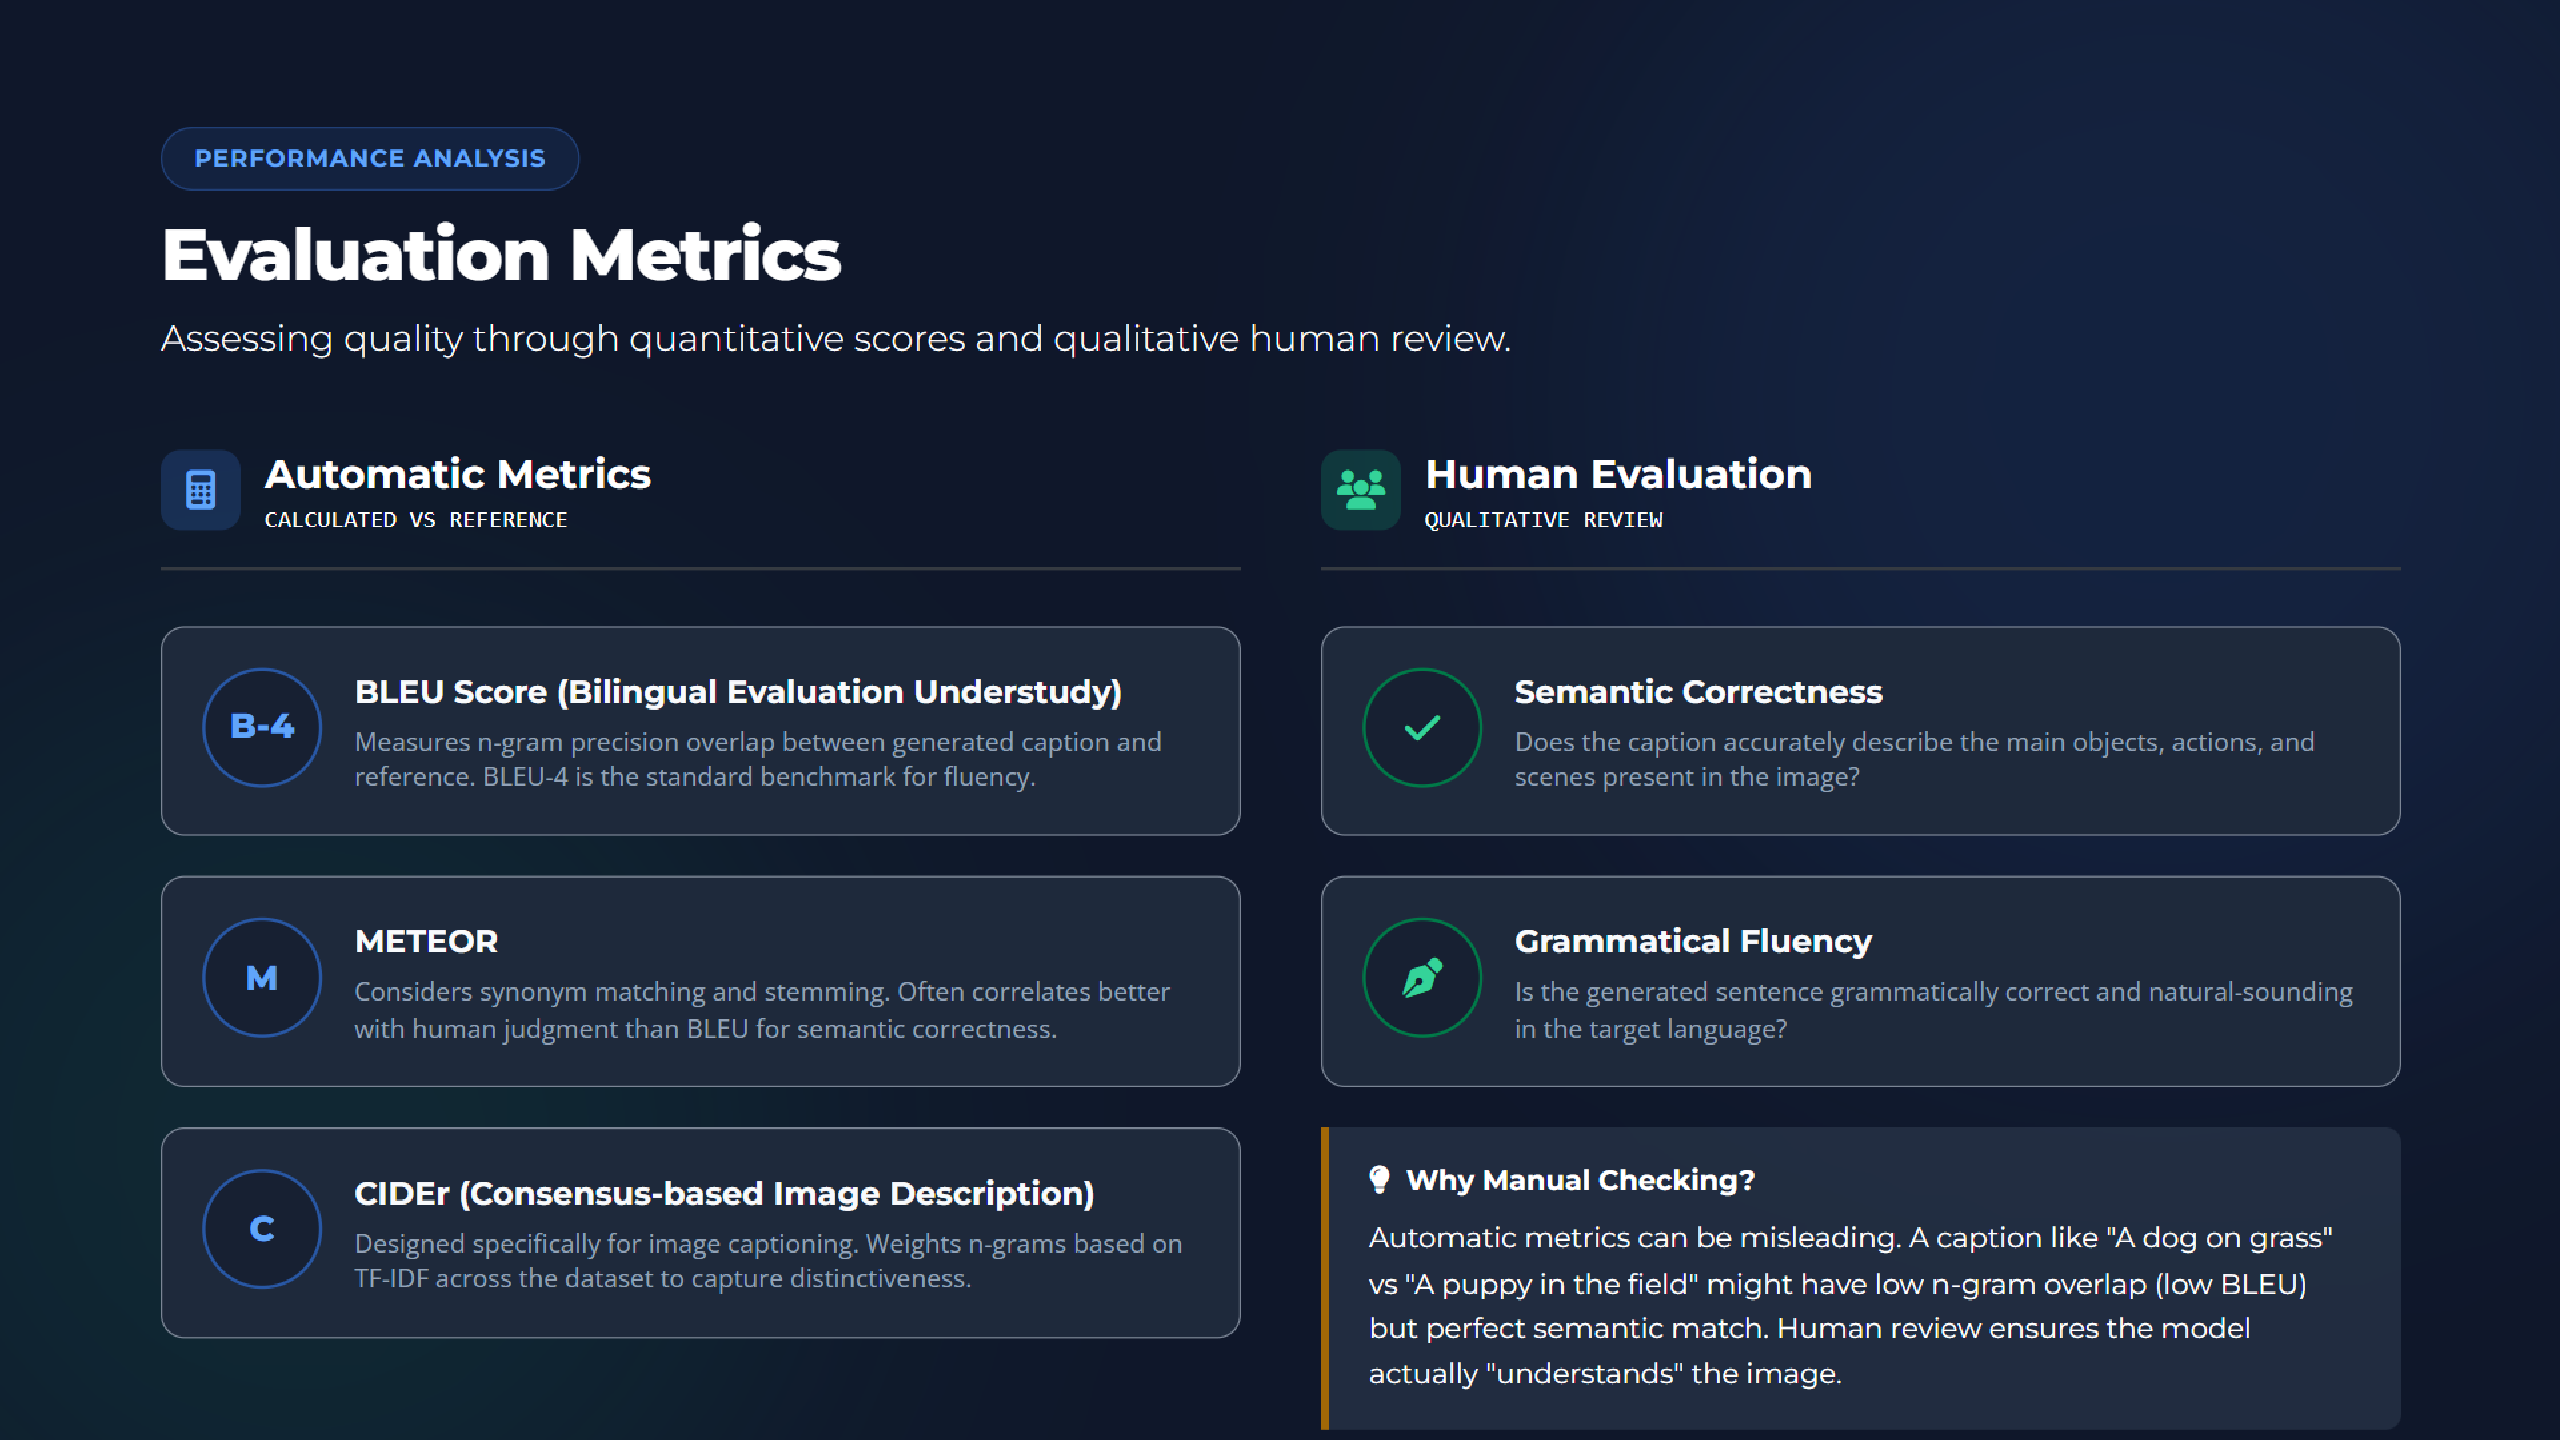 PERFORMANCE ANALYSIS
Evaluation Metrics
Assessing quality through quantitative scores and qualitative human review.
Automatic Metrics
CALCULATED VS REFERENCE
B-4
BLEU Score (Bilingual Evaluation Understudy)
Measures n-gram precision overlap between generated caption and
reference. BLEU-4 is the standard benchmark for fluency.
M
METEOR
Considers synonym matching and stemming. Often correlates better
with human judgment than BLEU for semantic correctness.
C
CIDEr (Consensus-based Image Description)
Designed specifically for image captioning. Weights n-grams based on
TF-IDF across the dataset to capture distinctiveness.
Human Evaluation
QUALITATIVE REVIEW
Semantic Correctness
Does the caption accurately describe the main objects, actions, and
scenes present in the image?
Grammatical Fluency
Is the generated sentence grammatically correct and natural-sounding
in the target language?
Why Manual Checking?
Automatic metrics can be misleading. A caption like "A dog on grass"
vs "A puppy in the field" might have low n-gram overlap (low BLEU)
but perfect semantic match. Human review ensures the model
actually "understands" the image.